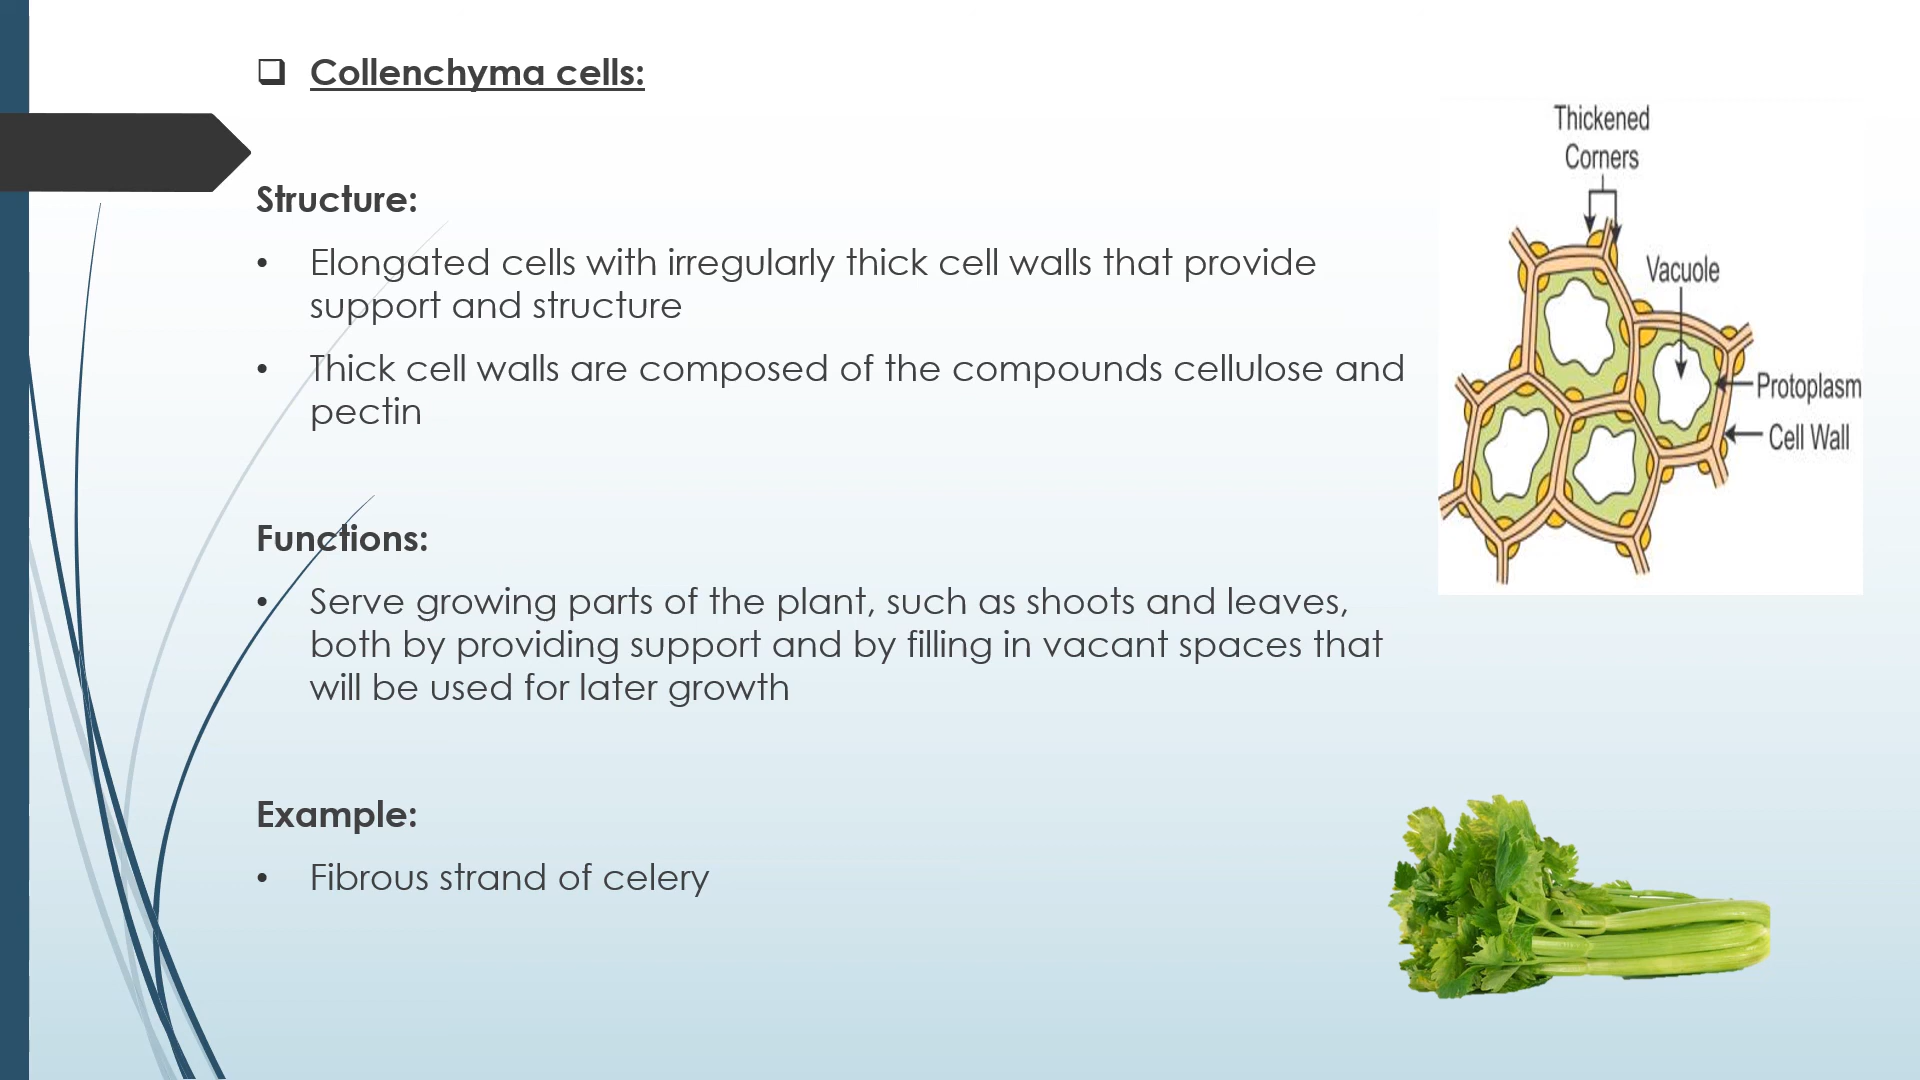 ❑ Collenchyma cells:
Structure:
• Elongated cells with irregularly thick cell walls that provide
support and structure
• Thick cell walls are composed of the compounds cellulose and
pectin
Functions:
• Serve growing parts of the plant, such as shoots and leaves,
both by providing support and by filling in vacant spaces that
will be used for later growth
Example:
• Fibrous strand of celery
Thickened
Corners
Vacuole
Protoplasm
Cell Wall